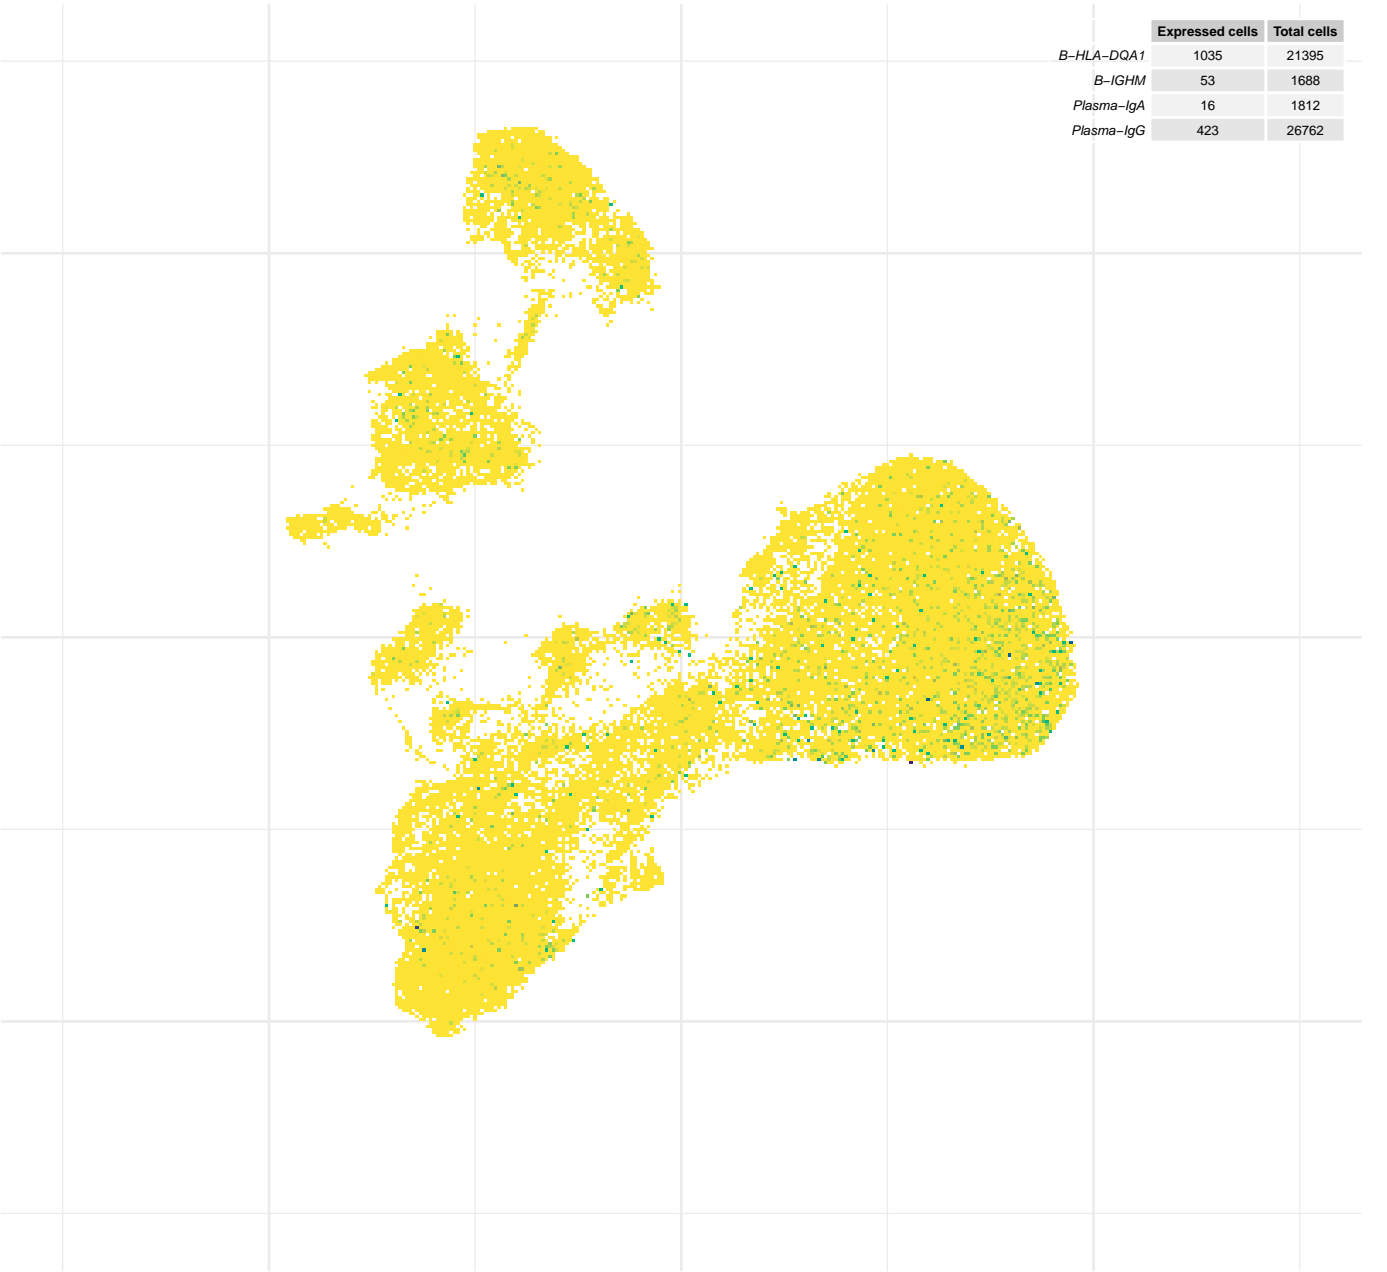 Expressed cells Total cells
B−HLA−DQA1 1035 21395
B−IGHM 53 1688
Plasma−IgA 16 1812
Plasma−IgG 423 26762